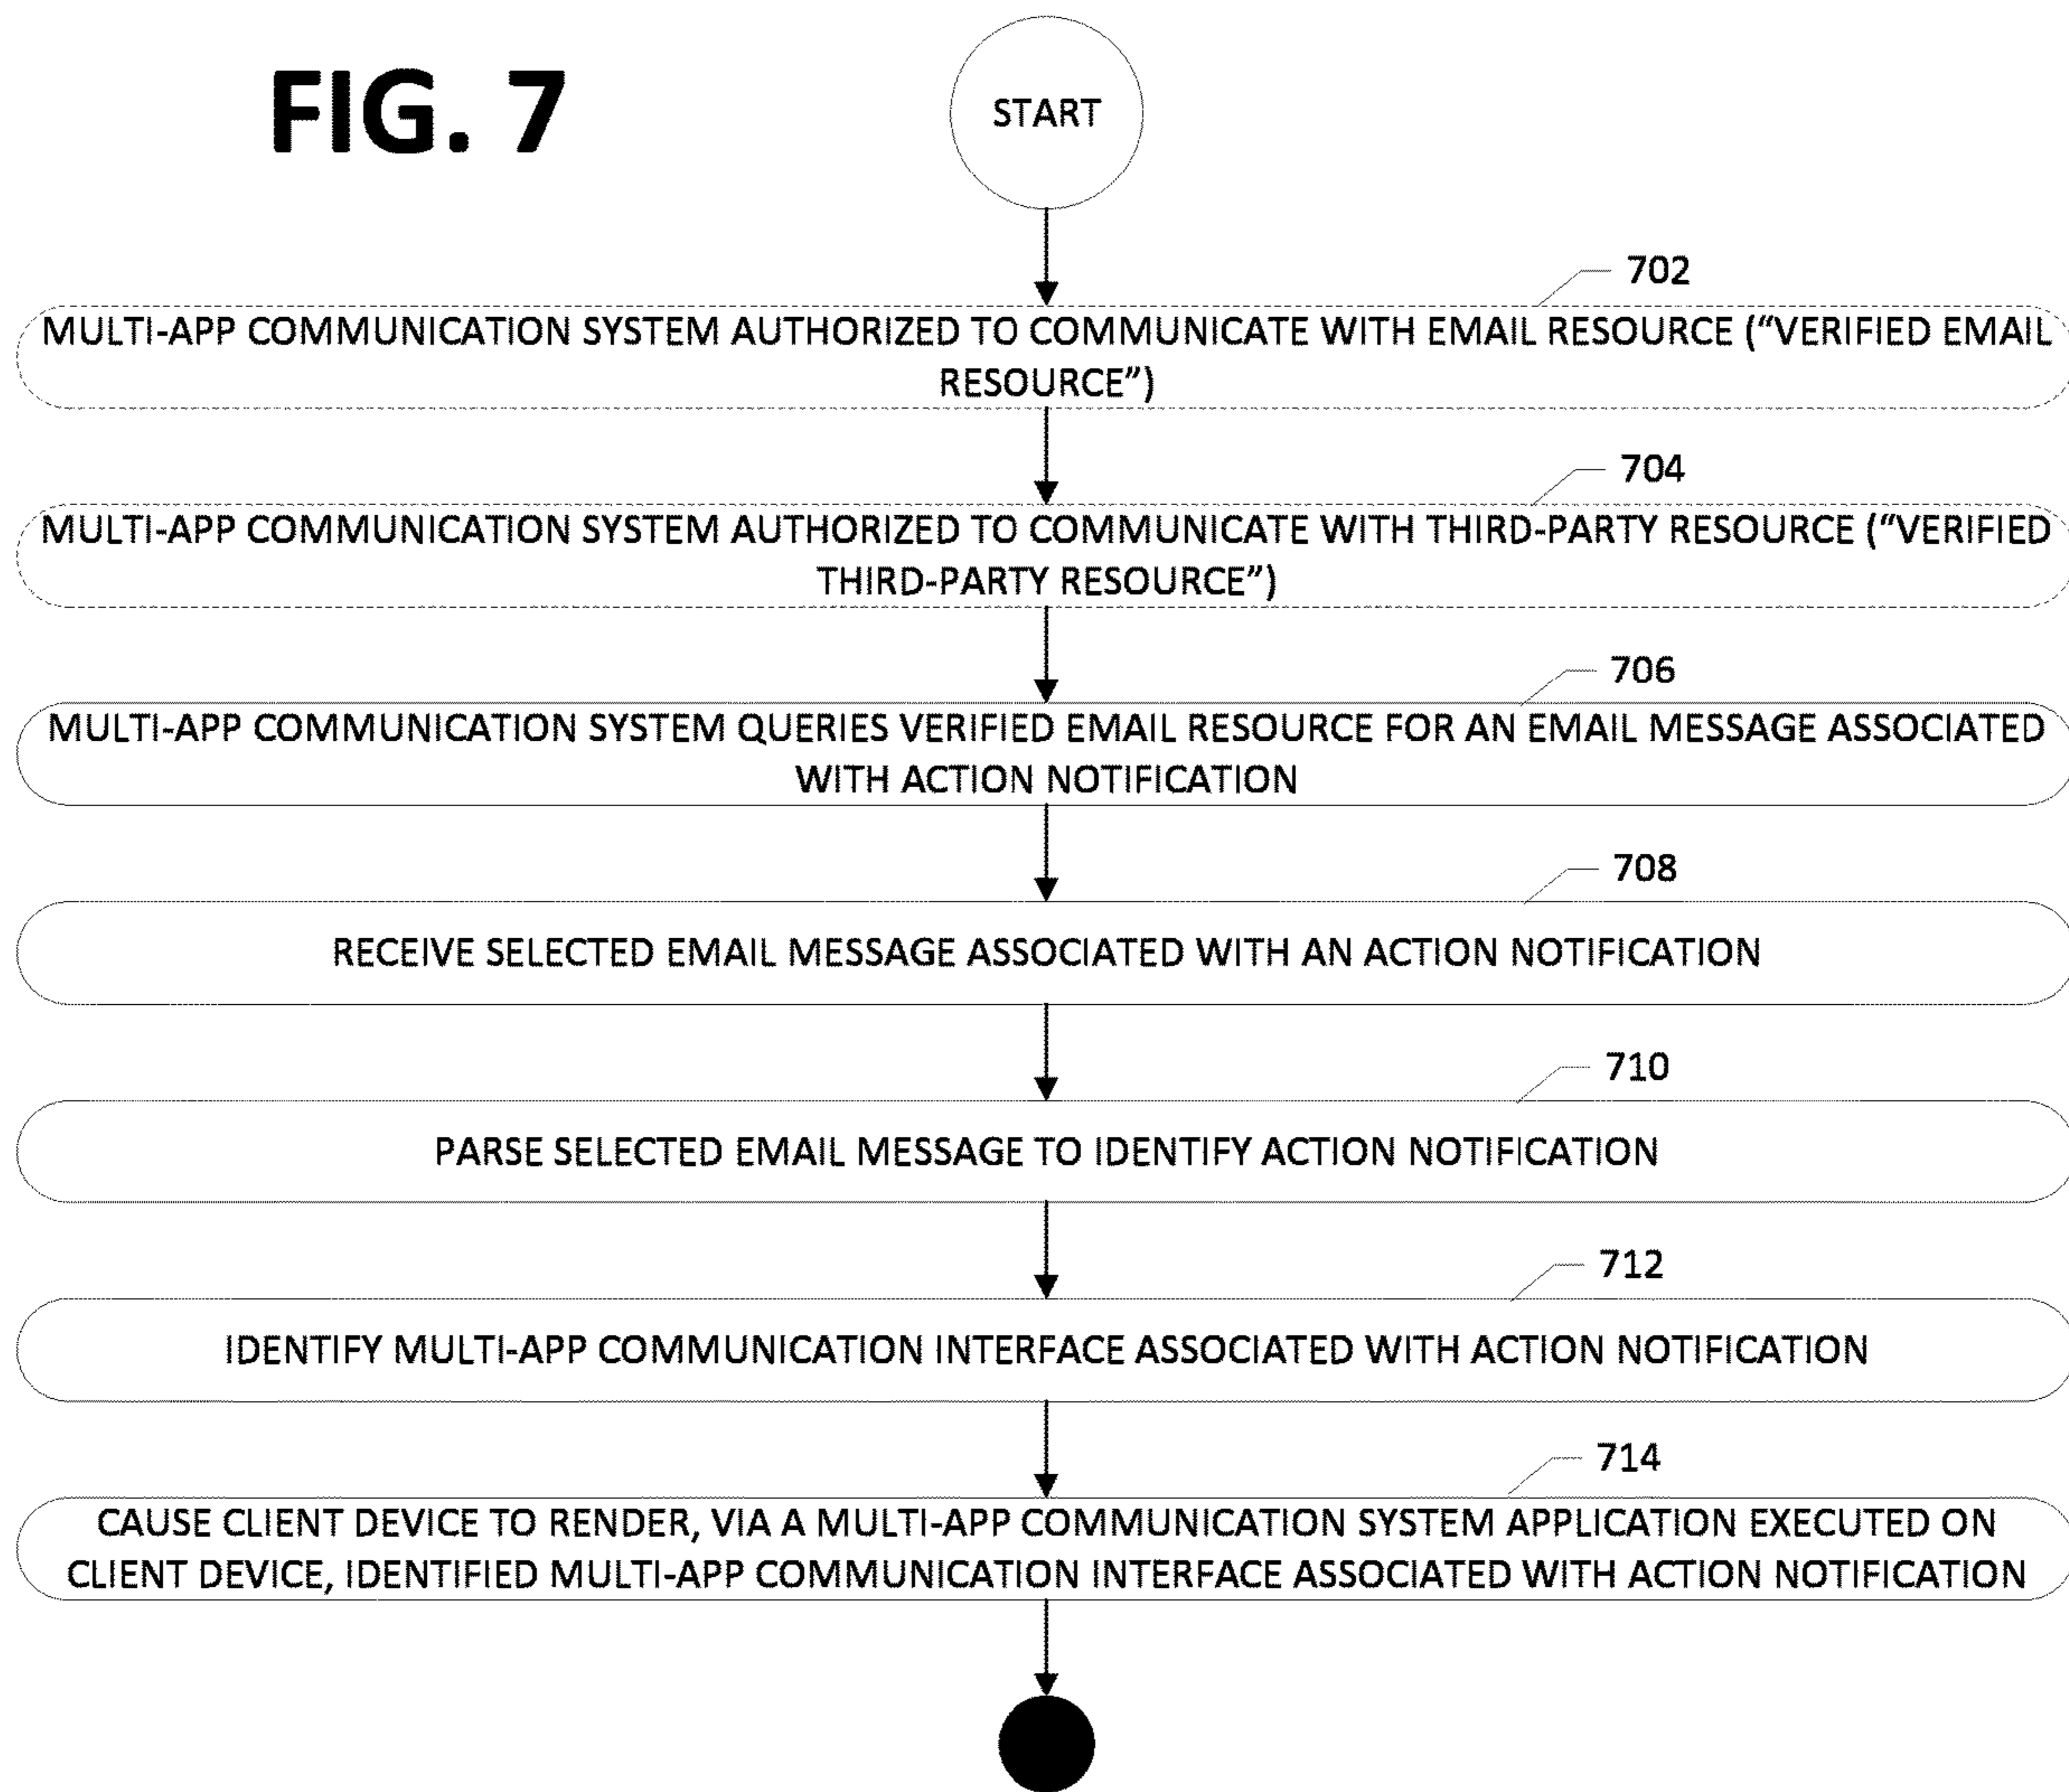 FIG. 7
START
702
MULTI-APP COMMUNICATION SYSTEM AUTHORIZED TO COMMUNICATE WITH EMAIL RESOURCE (“VERIFIED EMAIL
RESOURCE”)
704
MULTI-APP COMMUNICATION SYSTEM AUTHORIZED TO COMMUNICATE WITH THIRD-PARTY RESOURCE (“VERIFIED
THIRD-PARTY RESOURCE”)
706
MULTI-APP COMMUNICATION SYSTEM QUERIES VERIFIED EMAIL RESOURCE FOR AN EMAIL MESSAGE ASSOCIATED
WITH ACTION NOTIFICATION
708
RECEIVE SELECTED EMAIL MESSAGE ASSOCIATED WITH AN ACTION NOTIFICATION
710
PARSE SELECTED EMAIL MESSAGE TO IDENTIFY ACTION NOTIFICATION
712
IDENTIFY MULTI-APP COMMUNICATION INTERFACE ASSOCIATED WITH ACTION NOTIFICATION
714
CAUSE CLIENT DEVICE TO RENDER, VIA A MULTI-APP COMMUNICATION SYSTEM APPLICATION EXECUTED ON
CLIENT DEVICE, IDENTIFIED MULTI-APP COMMUNICATION INTERFACE ASSOCIATED WITH ACTION NOTIFICATION